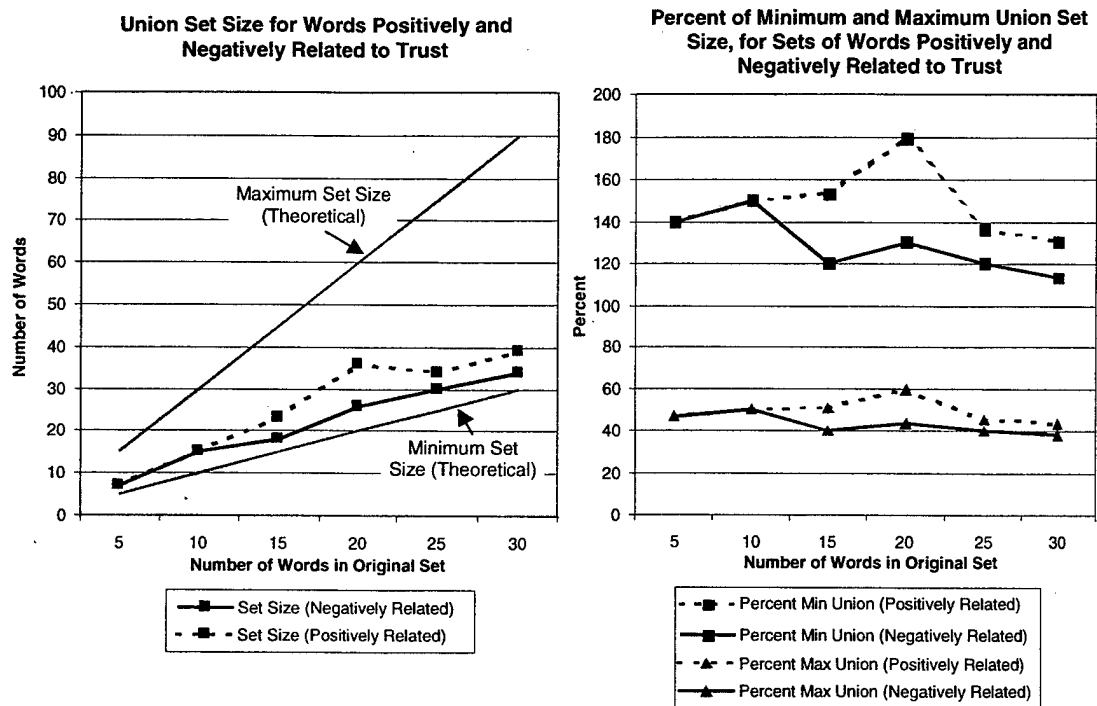 Union Set Size for Words Positively and
Negatively Related to Trust
100
90
80
70
60
50
40
30
20
10
0
Number of Words
Maximum Set Size
(Theoretical)
Minimum Set
Size (Theoretical)
5 10 15 20 25 30
Number of Words in Original Set
Set Size (Negatively Related)
Set Size (Positively Related)
Percent of Minimum and Maximum Union Set
Size, for Sets of Words Positively and
Negatively Related to Trust
200
180
160
140
120
100
80
60
40
20
0
Percent
5 10 15 20 25 30
Number of Words in Original Set
Percent Min Union (Positively Related)
Percent Min Union (Negatively Related)
Percent Max Union (Positively Related)
Percent Max Union (Negatively Related)